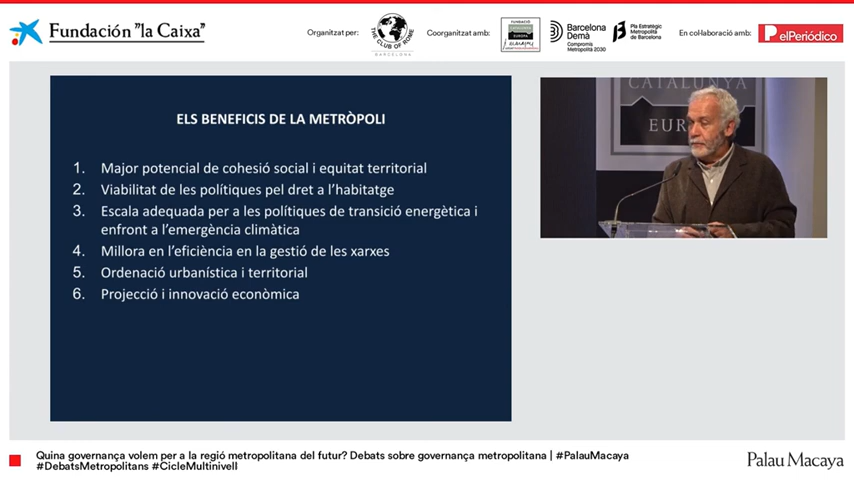 Fundación "la Caixa"
Organitzat per:
THE CLUB OF ROME
BARCELONA
Coorganitzat amb:
FUNDACIÓ
CATALUNYA
EUROPA
Barcelona
Demà
Compromís
Metropolità 2030
Pla Estratègic
Metropolità
de Barcelona
En col·laboració amb:
P elPeriódico
ELS BENEFICIS DE LA METRÒPOLI
1. Major potencial de cohesió social i equitat territorial
2. Viabilitat de les polítiques pel dret a l'habitatge
3. Escala adequada per a les polítiques de transició energètica i
enfront a l'emergència climàtica
4. Millora en l'eficiència en la gestió de les xarxes
5. Ordenació urbanística i territorial
6. Projecció i innovació econòmica
CATALUNYA
EUR
Quina governança volem per a la regió metropolitana del futur? Debats sobre governança metropolitana | #PalauMacaya
#DebatsMetropolitans #CicleMultinivell
Palau Macaya